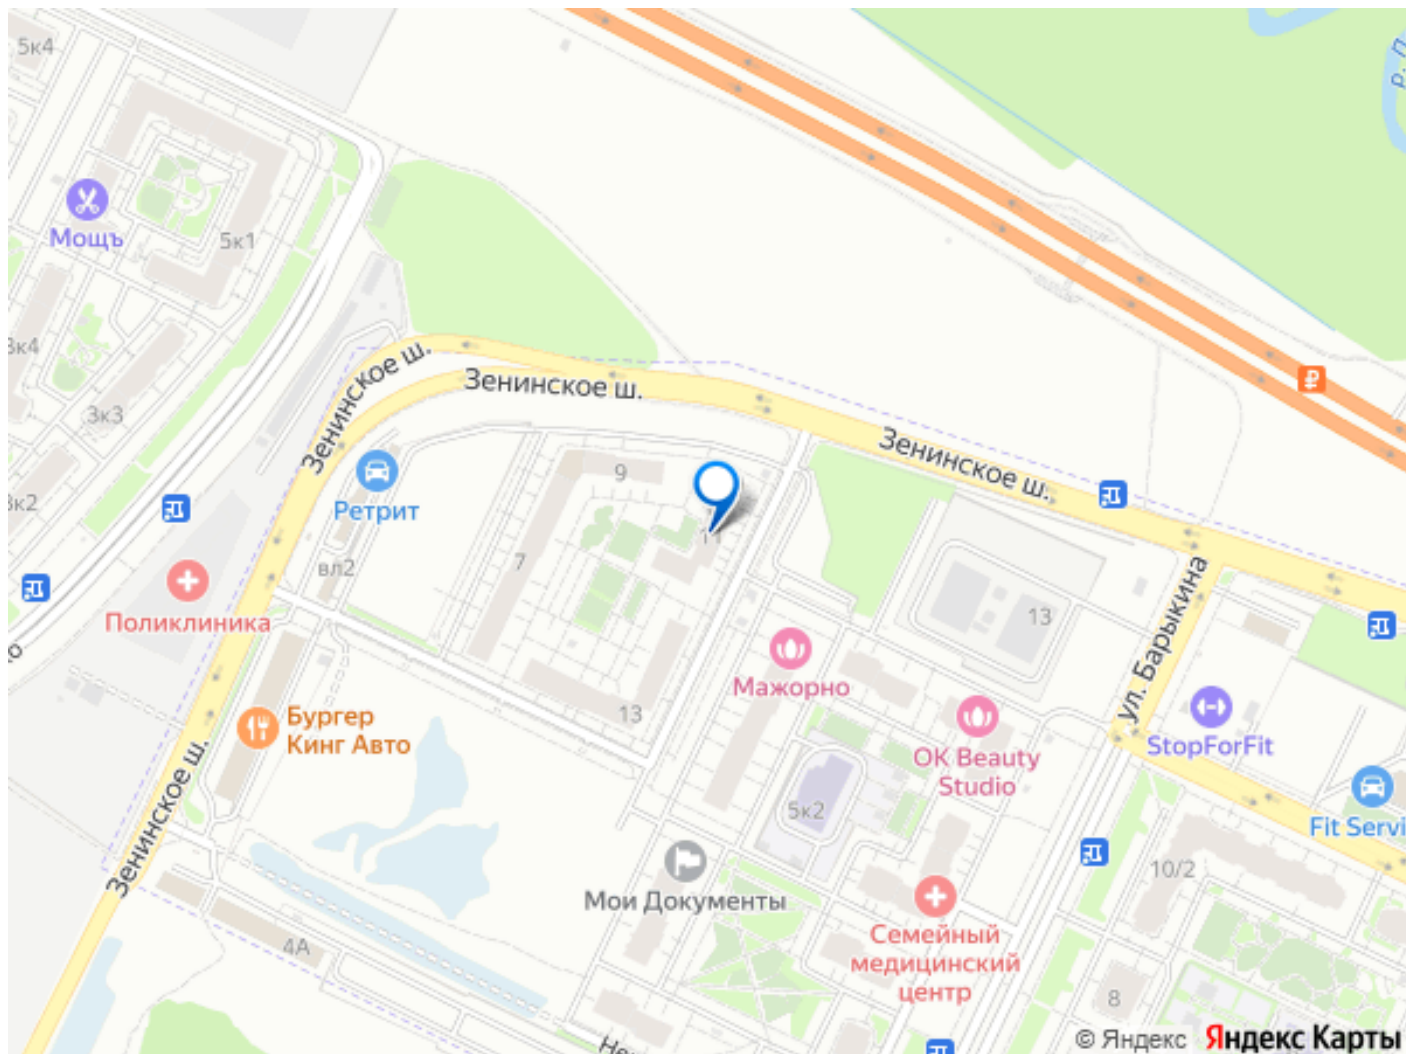 5к4
р. П
Мощъ
5к1
3к4
3к3
3к2
Зенинское ш.
Зенинское ш.
Зенинское ш.
Ретрит
9
11
7
вл2
Поликлиника
13
13
Мажорно
ул. Барыкина
Бургер
Кинг Авто
OK Beauty
Studio
StopForFit
Зенинское ш.
5к2
Fit Servi
Мои Документы
10/2
Семейный
медицинский
центр
4А
8
© Яндекс Яндекс Карты